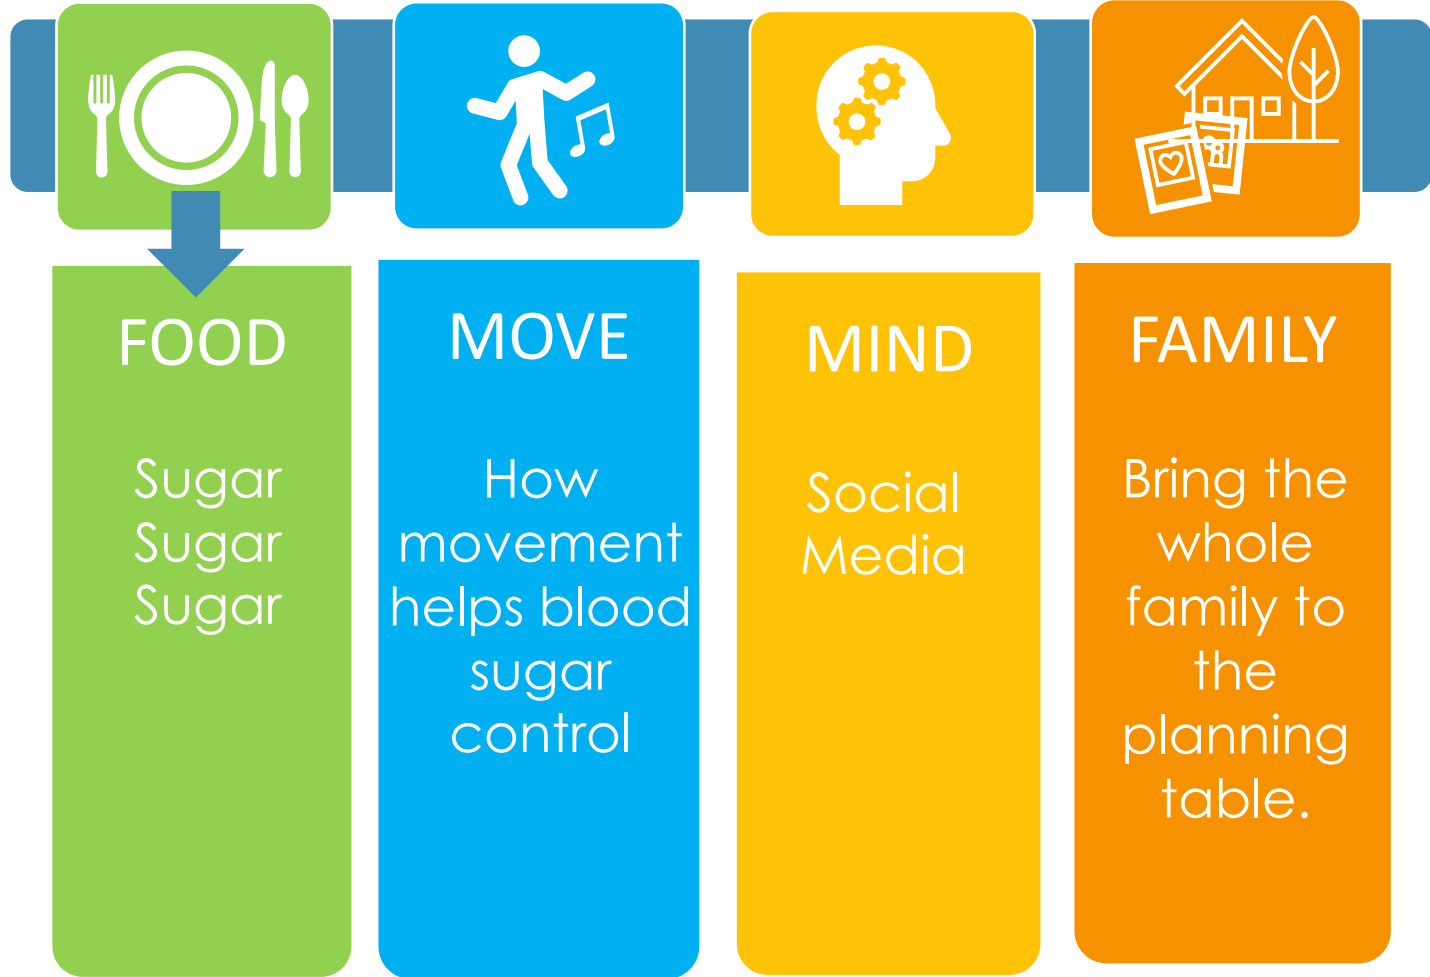 FOOD
Sugar
Sugar
Sugar
MOVE
How
movement
helps blood
sugar
control
MIND
Social
Media
FAMILY
Bring the
whole
family to
the
planning
table.